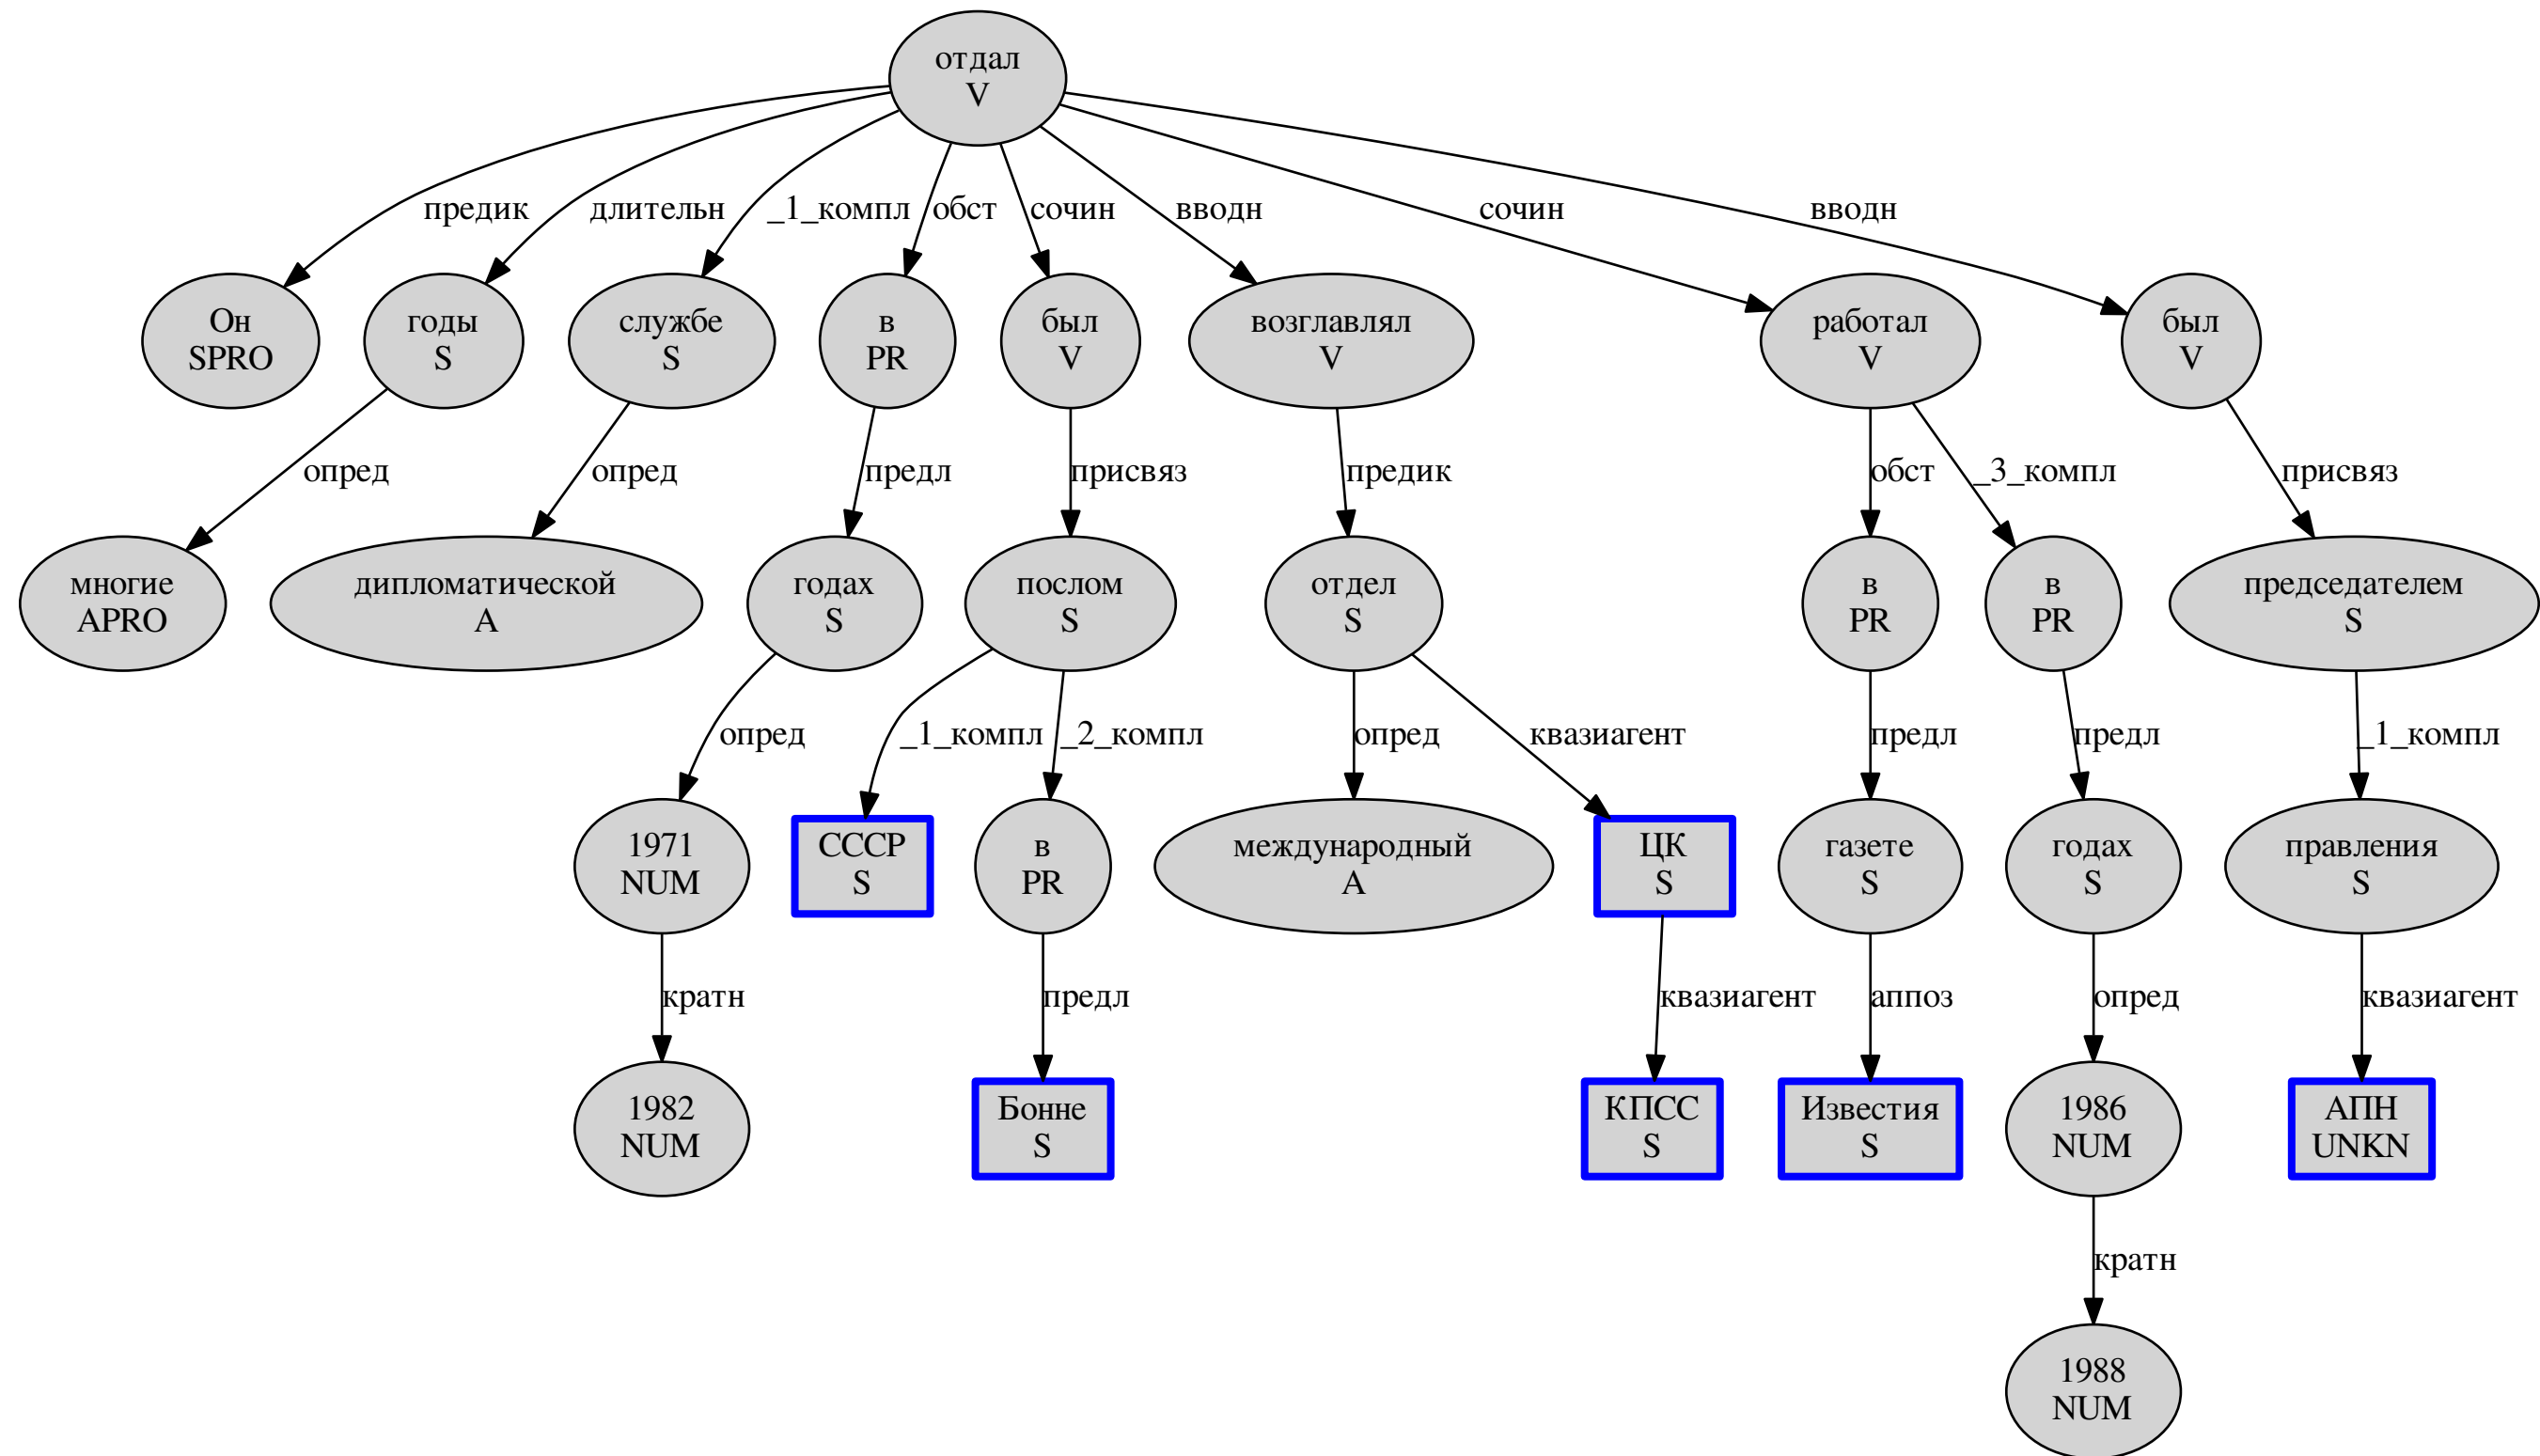 отдал
V
предик
длительн
_1_компл
обст
сочин
вводн
сочин
вводн
Он
SPRO
годы
S
службе
S
в
PR
был
V
возглавлял
V
работал
V
был
V
опред
опред
предл
присвяз
предик
обст
_3_компл
присвяз
многие
APRO
дипломатической
A
годах
S
послом
S
отдел
S
в
PR
в
PR
председателем
S
опред
_1_компл
_2_компл
опред
квазиагент
предл
предл
_1_компл
1971
NUM
СССР
S
в
PR
международный
A
ЦК
S
газете
S
годах
S
правления
S
кратн
предл
квазиагент
аппоз
опред
квазиагент
1982
NUM
Бонне
S
КПСС
S
Известия
S
1986
NUM
АПН
UNKN
кратн
1988
NUM